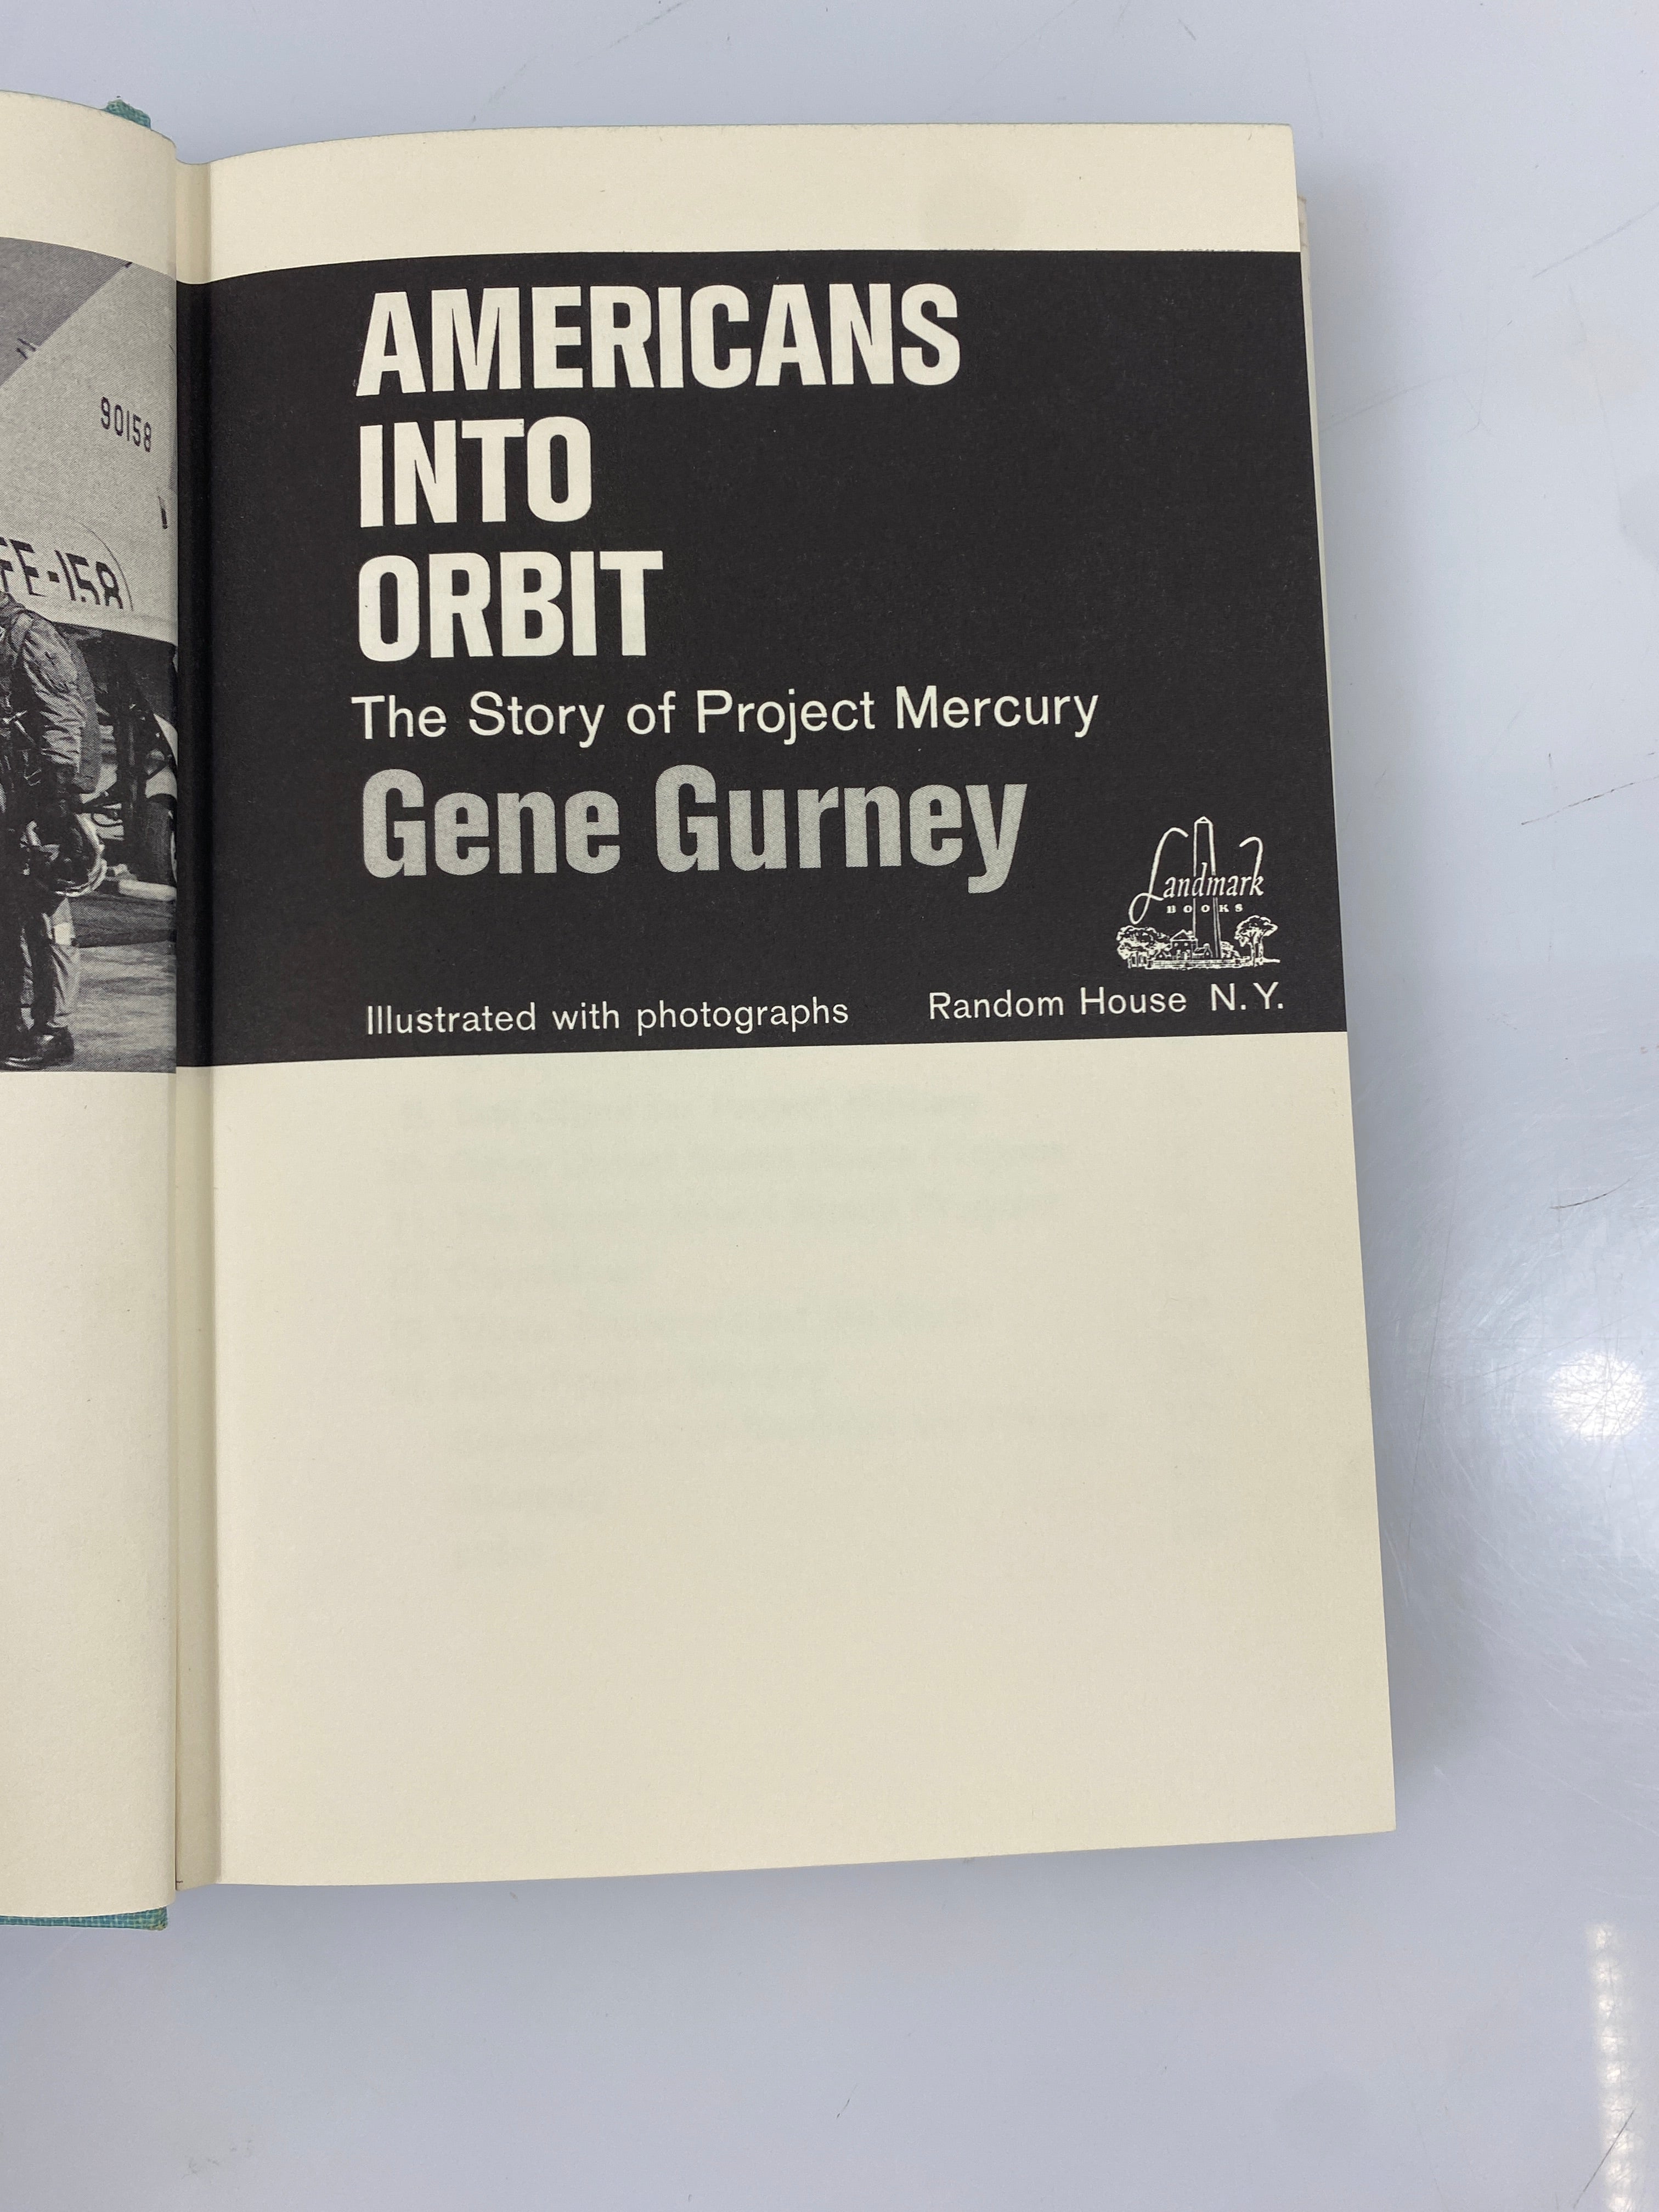 90158
FE-158
AMERICANS
INTO
ORBIT
The Story of Project Mercury
Gene Gurney
Landmark
BOOKS
Illustrated with photographs Random House N.Y.